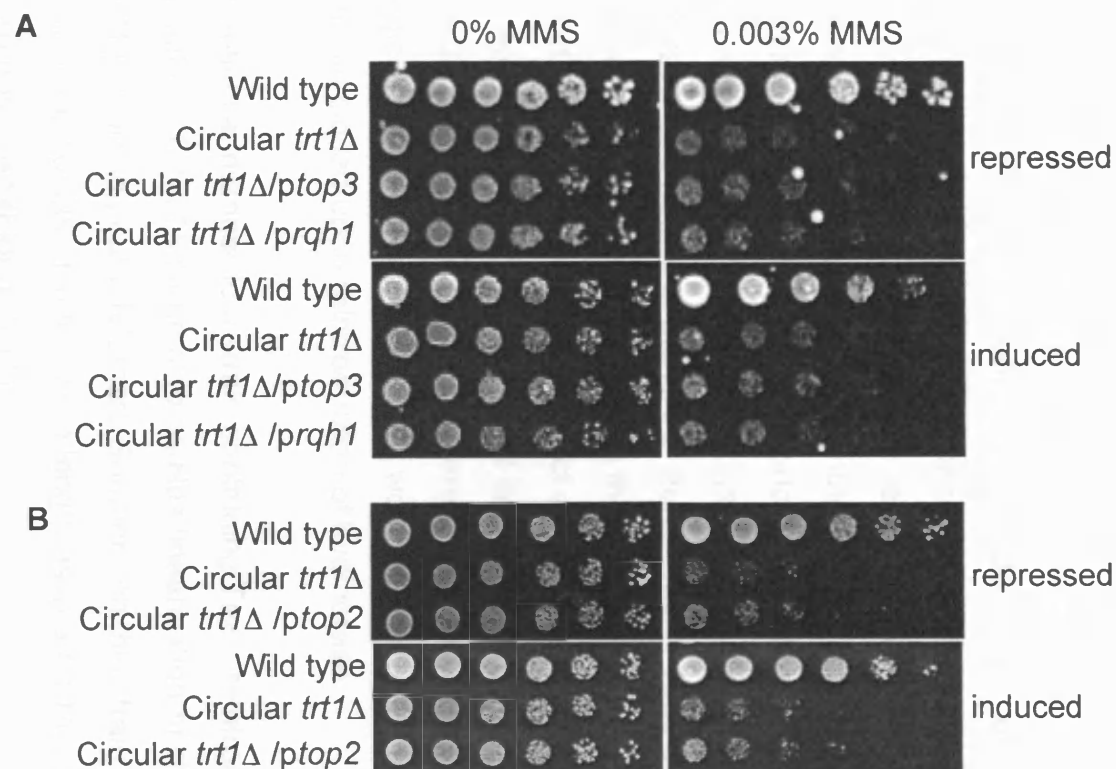 A
0% MMS 0.003% MMS
Wild type
Circular trt1Δ
Circular trt1Δ/ptop3
Circular trt1Δ /prqh1
repressed
Wild type
Circular trt1Δ
Circular trt1Δ/ptop3
Circular trt1Δ /prqh1
induced
B
Wild type
Circular trt1Δ
Circular trt1Δ /ptop2
repressed
Wild type
Circular trt1Δ
Circular trt1Δ /ptop2
induced